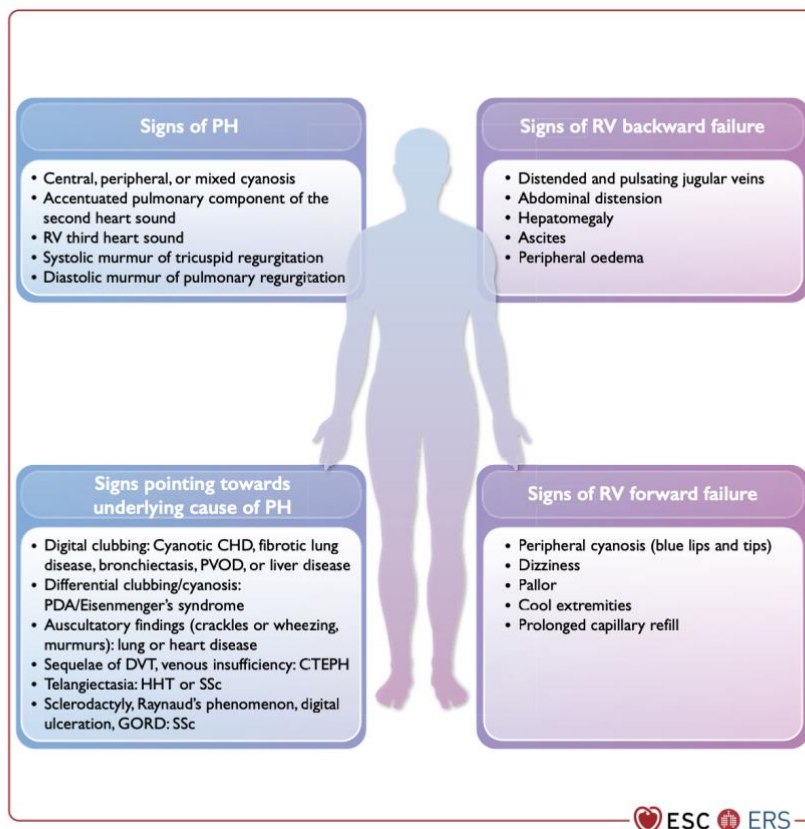 Signs of PH
• Central, peripheral, or mixed cyanosis
• Accentuated pulmonary component of the
second heart sound
• RV third heart sound
• Systolic murmur of tricuspid regurgitation
• Diastolic murmur of pulmonary regurgitation
Signs of RV backward failure
• Distended and pulsating jugular veins
• Abdominal distension
• Hepatomegaly
• Ascites
• Peripheral oedema
Signs pointing towards
underlying cause of PH
• Digital clubbing: Cyanotic CHD, fibrotic lung
disease, bronchiectasis, PVOD, or liver disease
• Differential clubbing/cyanosis:
PDA/Eisenmenger's syndrome
• Auscultatory findings (crackles or wheezing,
murmurs): lung or heart disease
• Sequelae of DVT, venous insufficiency: CTEPH
• Telangiectasia: HHT or SSc
• Sclerodactyly, Raynaud's phenomenon, digital
ulceration, GORD: SSc
Signs of RV forward failure
• Peripheral cyanosis (blue lips and tips)
• Dizziness
• Pallor
• Cool extremities
• Prolonged capillary refill
ESC ERS